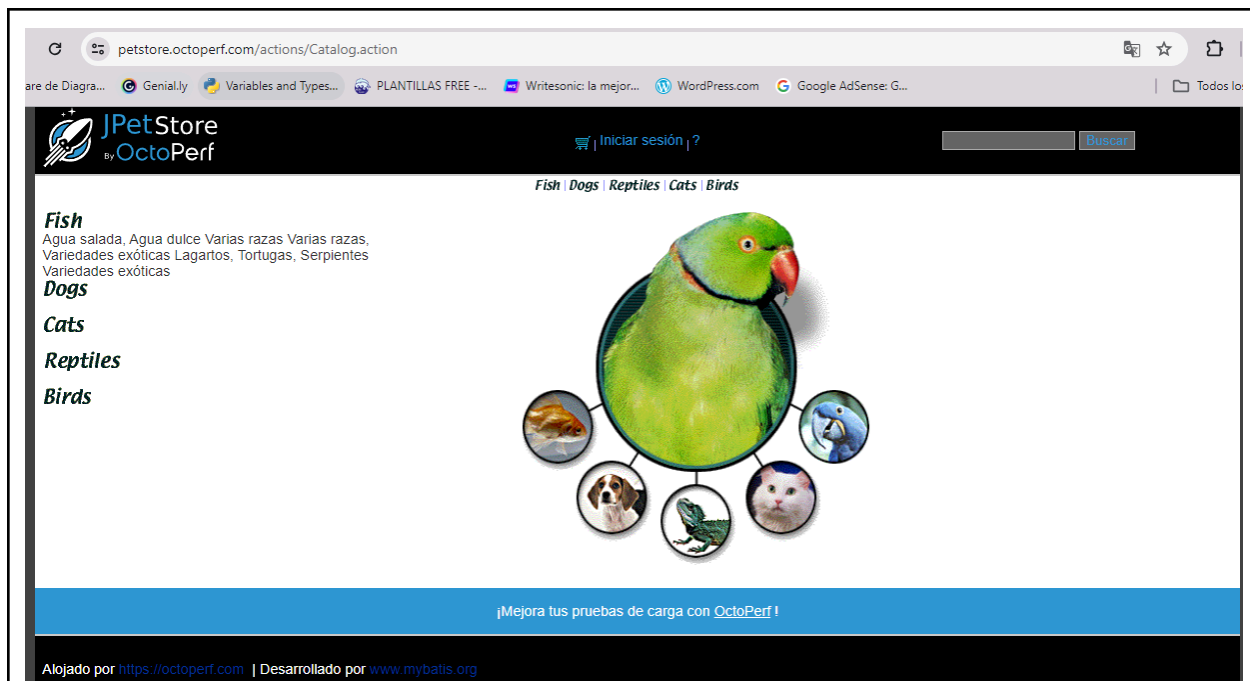 petstore.octoperf.com/actions/Catalog.action
are de Diagra... Genial.ly Variables and Types... PLANTILLAS FREE -... Writesonic: la mejor... WordPress.com Google AdSense: G... Todos los
JPetStore
By OctoPerf
| Iniciar sesión | ? Buscar
Fish | Dogs | Reptiles | Cats | Birds
Fish
Agua salada, Agua dulce Varias razas Varias razas,
Variedades exóticas Lagartos, Tortugas, Serpientes
Variedades exóticas
Dogs
Cats
Reptiles
Birds
¡Mejora tus pruebas de carga con OctoPerf !
Alojado por https://octoperf.com | Desarrollado por www.mybatis.org